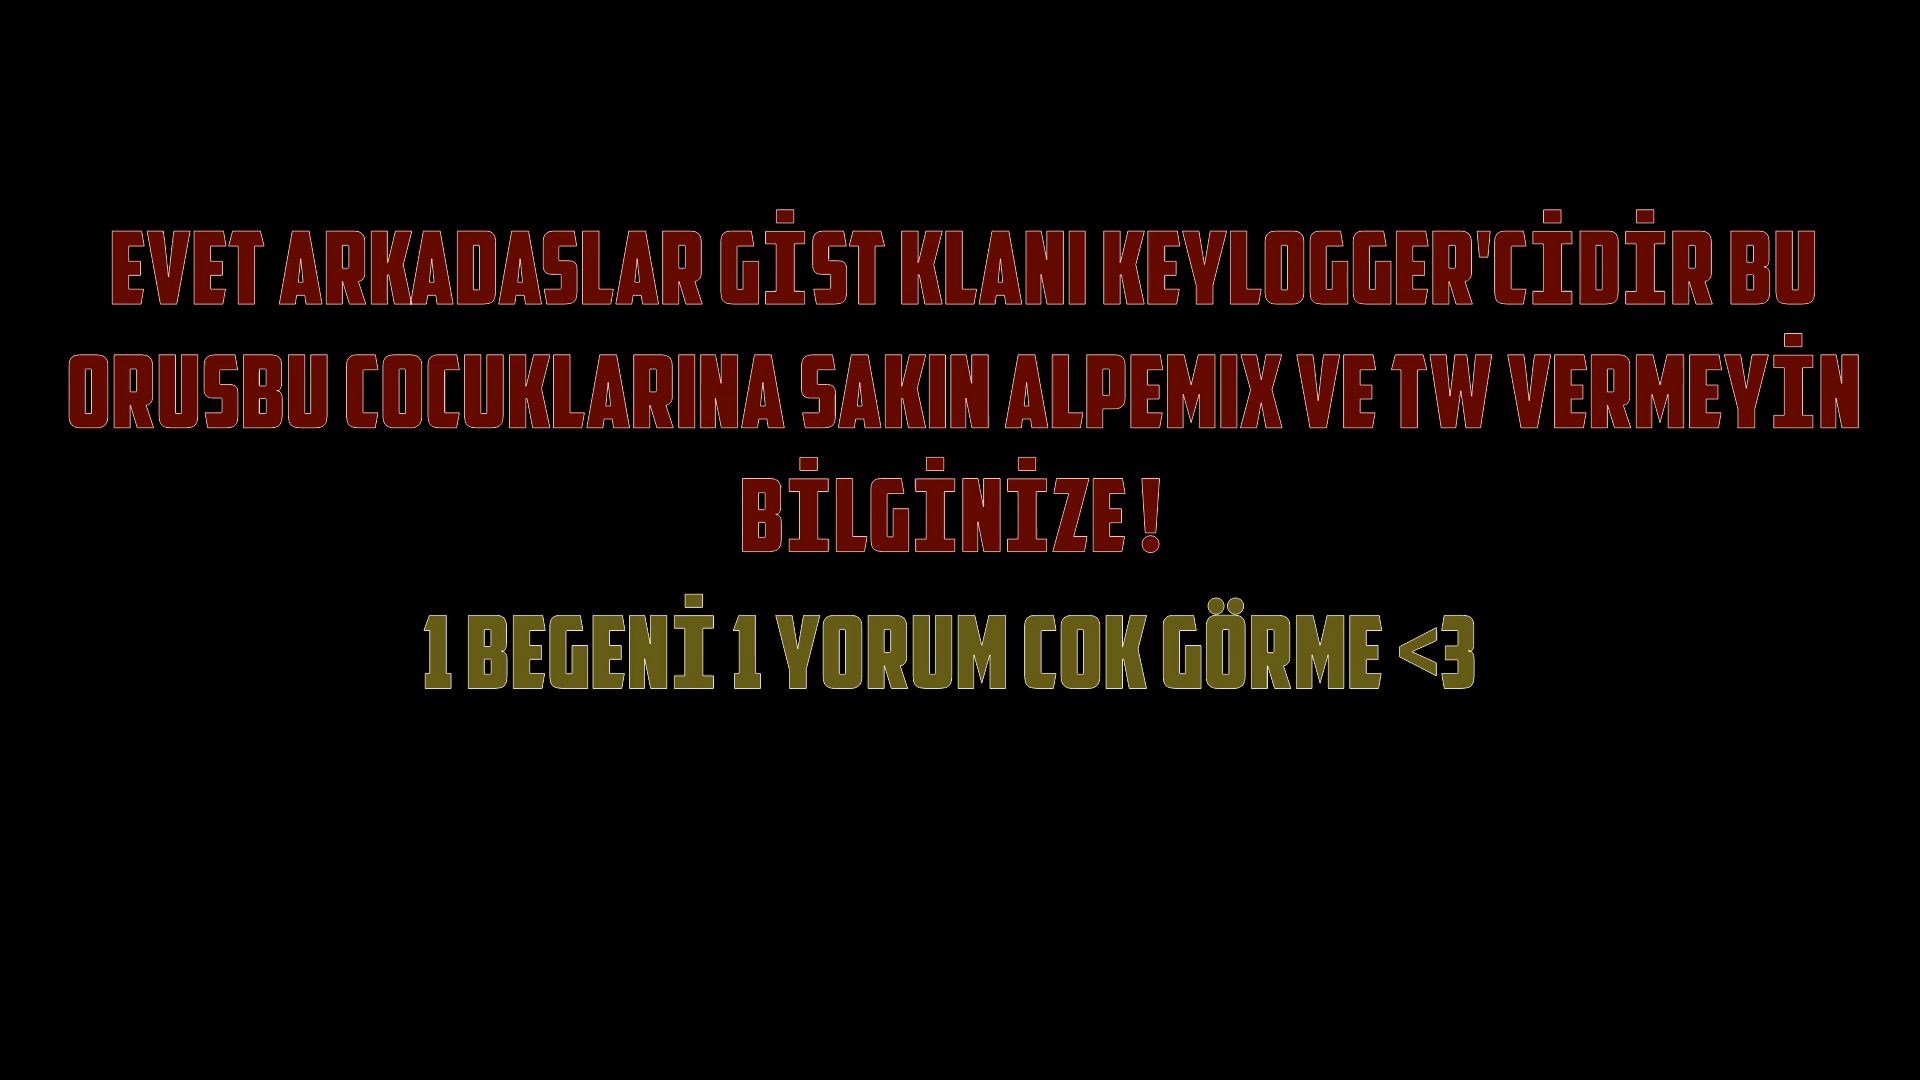 EVET ARKADASLAR GİST KLANI KEYLOGGER'CİDİR BU
ORUSBU COCUKLARINA SAKIN ALPEMIX VE TW VERMEYİN
BİLGİNİZE !
1 BEGENİ 1 YORUM COK GÖRME <3